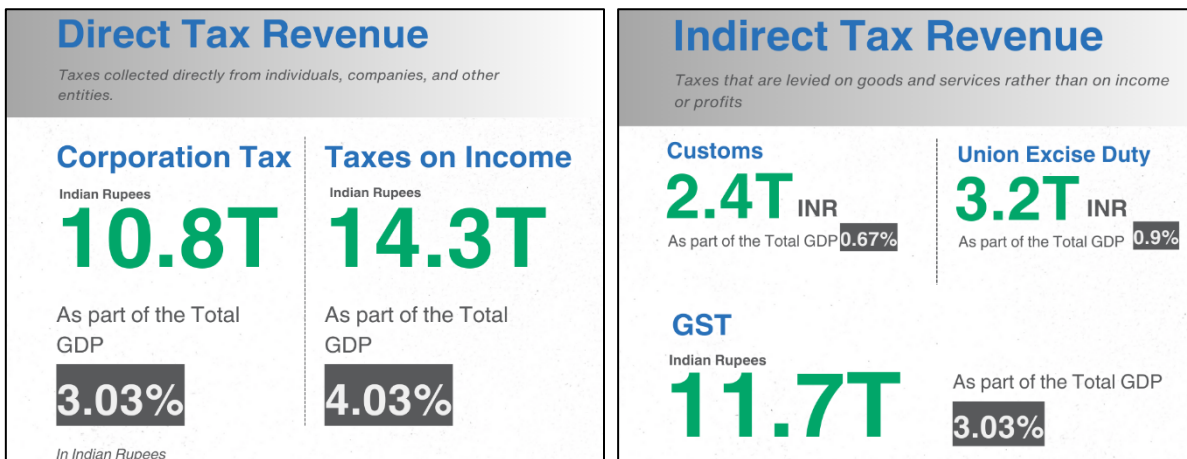 Direct Tax Revenue
Taxes collected directly from individuals, companies, and other
entities.
Corporation Tax
Indian Rupees
10.8T
As part of the Total
GDP
3.03%
Taxes on Income
Indian Rupees
14.3T
As part of the Total
GDP
4.03%
In Indian Rupees
Indirect Tax Revenue
Taxes that are levied on goods and services rather than on income
or profits
Customs
2.4T INR
As part of the Total GDP 0.67%
Union Excise Duty
3.2T INR
As part of the Total GDP 0.9%
GST
Indian Rupees
11.7T
As part of the Total GDP
3.03%